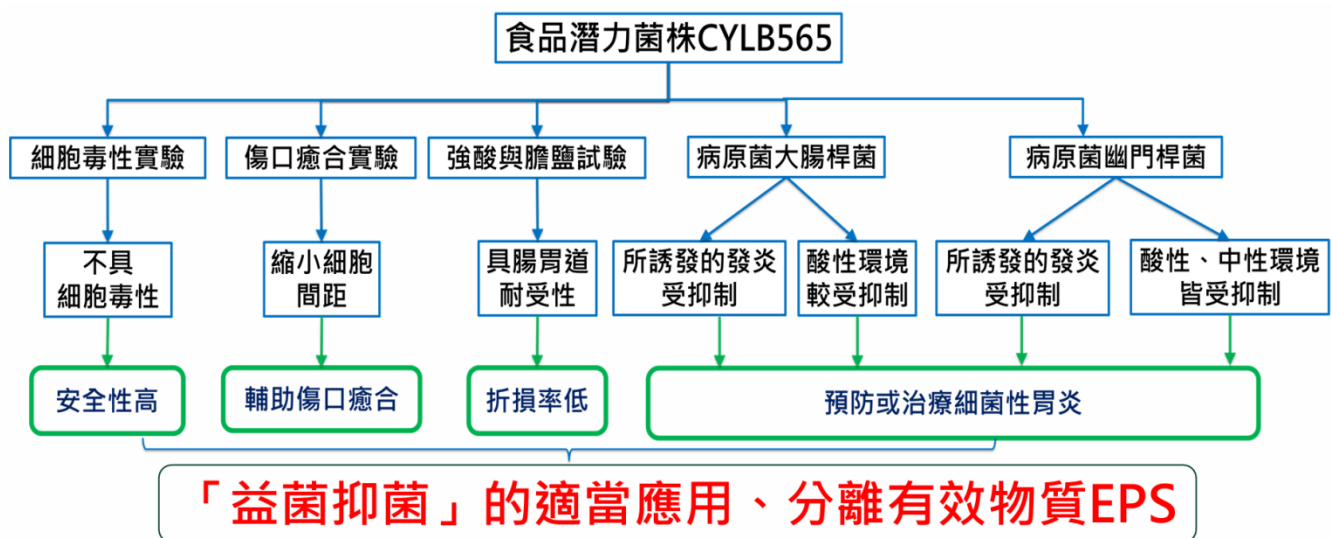 食品潛力菌株CYLB565
細胞毒性實驗
傷口癒合實驗
強酸與膽鹽試驗
病原菌大腸桿菌
病原菌幽門桿菌
不具
細胞毒性
縮小細胞
間距
具腸胃道
耐受性
所誘發的發炎
受抑制
酸性環境
較受抑制
所誘發的發炎
受抑制
酸性、中性環境
皆受抑制
安全性高
輔助傷口癒合
折損率低
預防或治療細菌性胃炎
「益菌抑菌」的適當應用、分離有效物質EPS